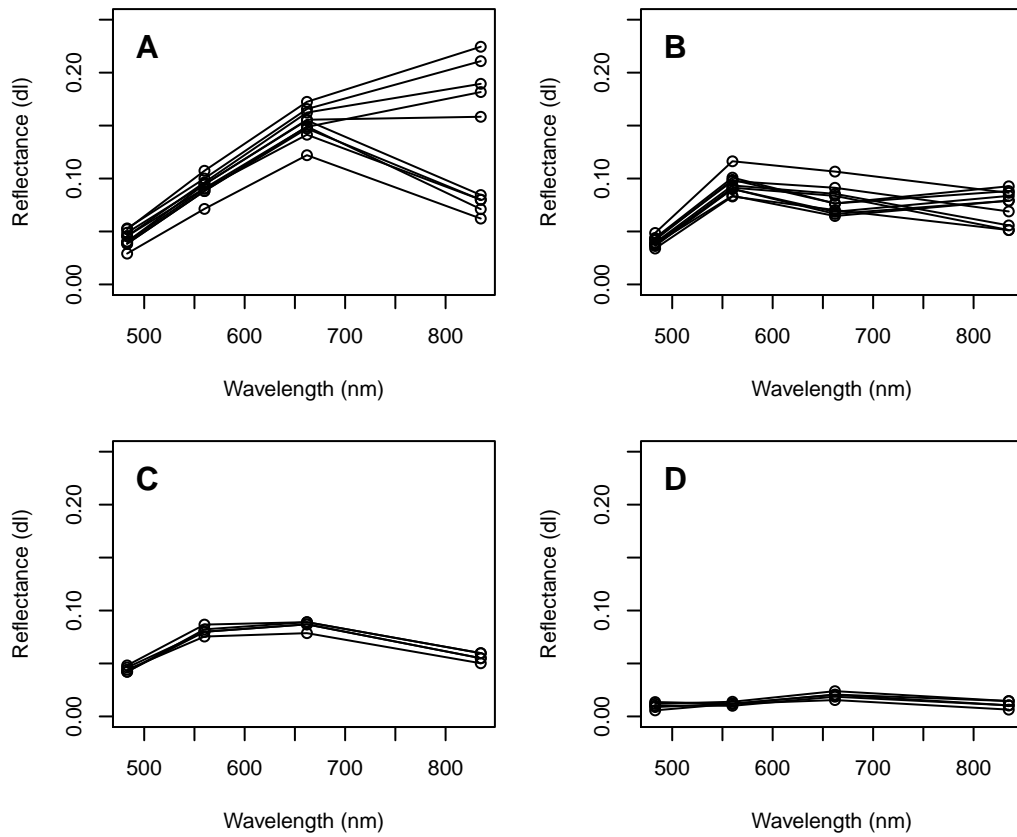 A
0.20
0.10
0.00
Reflectance (dl)
500 600 700 800
Wavelength (nm)
B
0.20
0.10
0.00
Reflectance (dl)
500 600 700 800
Wavelength (nm)
C
0.20
0.10
0.00
Reflectance (dl)
500 600 700 800
Wavelength (nm)
D
0.20
0.10
0.00
Reflectance (dl)
500 600 700 800
Wavelength (nm)